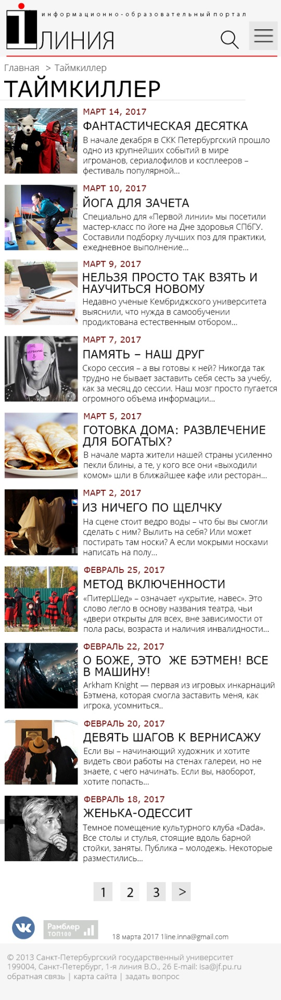 информационно-образовательный портал
1 ЛИНИЯ
Главная > Таймкиллер
ТАЙМКИЛЛЕР
МАРТ 14, 2017
ФАНТАСТИЧЕСКАЯ ДЕСЯТКА
В начале декабря в СКК Петербургский прошло
одно из крупнейших событий в мире
игроманов, сериалофилов и косплееров –
фестиваль популярной...
МАРТ 10, 2017
ЙОГА ДЛЯ ЗАЧЕТА
Специально для «Первой линии» мы посетили
мастер-класс по йоге на Дне здоровья СПбГУ.
Составили подборку лучших поз для практики,
ежедневное выполнение...
МАРТ 9, 2017
НЕЛЬЗЯ ПРОСТО ТАК ВЗЯТЬ И
НАУЧИТЬСЯ НОВОМУ
Недавно ученые Кембриджского университета
выяснили, что нужда в самообучении
продиктована естественным отбором...
МАРТ 7, 2017
НЕ
НЕРВНИЧАЙ
ПАМЯТЬ – НАШ ДРУГ
Скоро сессия – а вы готовы к ней? Никогда так
трудно не бывает заставить себя сесть за учебу,
как за месяц до сессии. Наш мозг просто пугается
огромного объема информации...
МАРТ 5, 2017
ГОТОВКА ДОМА: РАЗВЛЕЧЕНИЕ
ДЛЯ БОГАТЫХ?
В начале марта жители нашей страны усиленно
пекли блины, а те, у кого все они «выходили
комом» шли в ближайшее кафе или ресторан...
МАРТ 2, 2017
ИЗ НИЧЕГО ПО ЩЕЛЧКУ
На сцене стоит ведро воды – что бы вы смогли
сделать с ним? Вылить на себя? Или может
постирать там носки? А если мокрыми носками
написать на полу...
ФЕВРАЛЬ 25, 2017
МЕТОД ВКЛЮЧЕННОСТИ
«ПитерШед» – означает «укрытие, навес». Это
слово легло в основу названия театра, чьи
«двери открыты для всех, вне зависимости от
пола расы, возраста и наличия инвалидности...
ФЕВРАЛЬ 22, 2017
О БОЖЕ, ЭТО ЖЕ БЭТМЕН! ВСЕ
В МАШИНУ!
Arkham Knight — первая из игровых инкарнаций
Бэтмена, которая смогла заставить меня, как
игрока, усомниться..
ФЕВРАЛЬ 20, 2017
ДЕВЯТЬ ШАГОВ К ВЕРНИСАЖУ
Если вы – начинающий художник и хотите
видеть свои работы на стенах галереи, но не
знаете, с чего начинать. Если вы, наоборот,
хотите попасть...
ФЕВРАЛЬ 18, 2017
ЖЕНЬКА-ОДЕССИТ
Темное помещение культурного клуба «Dada».
Все столы и стулья, стоящие вдоль барной
стойки, заняты. Публика – молодежь. Некоторые
разместились...
1 2 3 >
Рамблер
ТОП100
18 марта 2017 1line.inna@gmail.com
© 2013 Санкт-Петербургский государственный университет
199004, Санкт-Петербург, 1-я линия В.О., 26 E-mail: isa@jf.pu.ru
обратная связь | карта сайта | задать вопрос